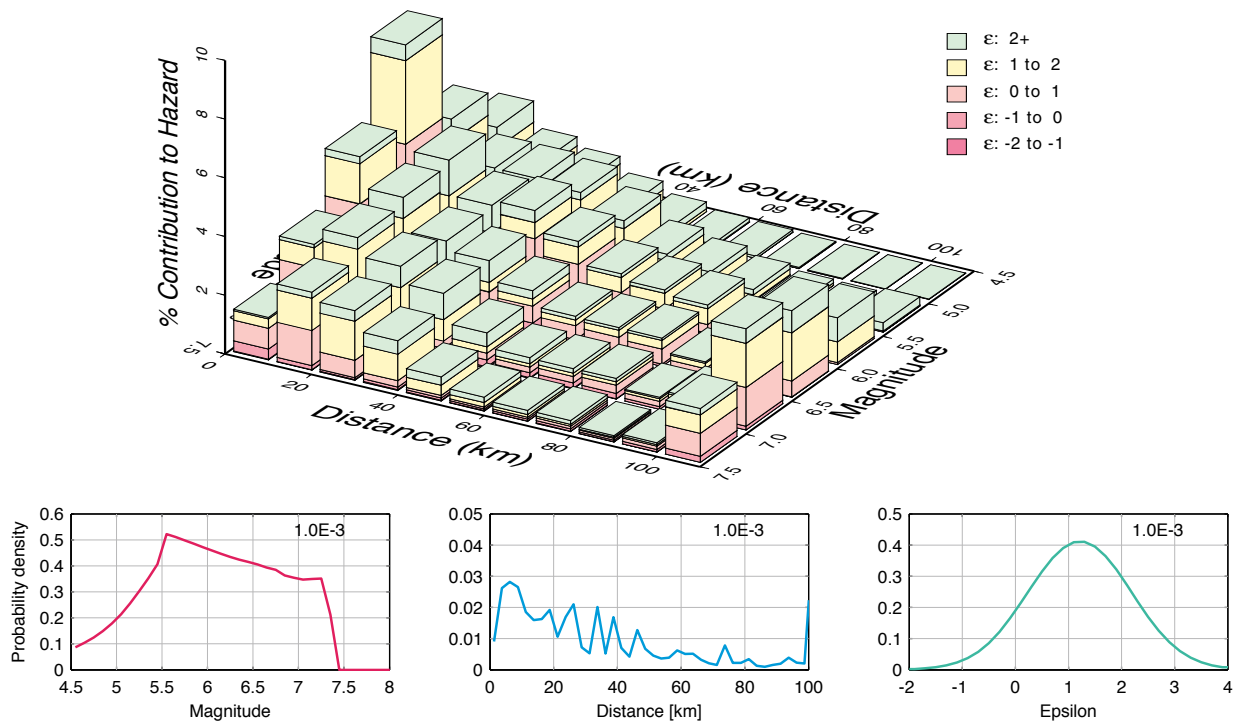 % Contribution to Hazard
10
8
6
4
2
ε: 2+
ε: 1 to 2
ε: 0 to 1
ε: -1 to 0
ε: -2 to -1
40
60
80
100
Distance (km)
4.5
5.0
5.5
6.0
6.5
7.0
7.5
Magnitude
de
7.5
0
20
40
60
80
100
Distance (km)
Probability density
0.6
0.5
0.4
0.3
0.2
0.1
0
1.0E-3
4.5 5 5.5 6 6.5 7 7.5 8
Magnitude
0.05
0.04
0.03
0.02
0.01
0
1.0E-3
0 20 40 60 80 100
Distance [km]
0.5
0.4
0.3
0.2
0.1
0
1.0E-3
-2 -1 0 1 2 3 4
Epsilon